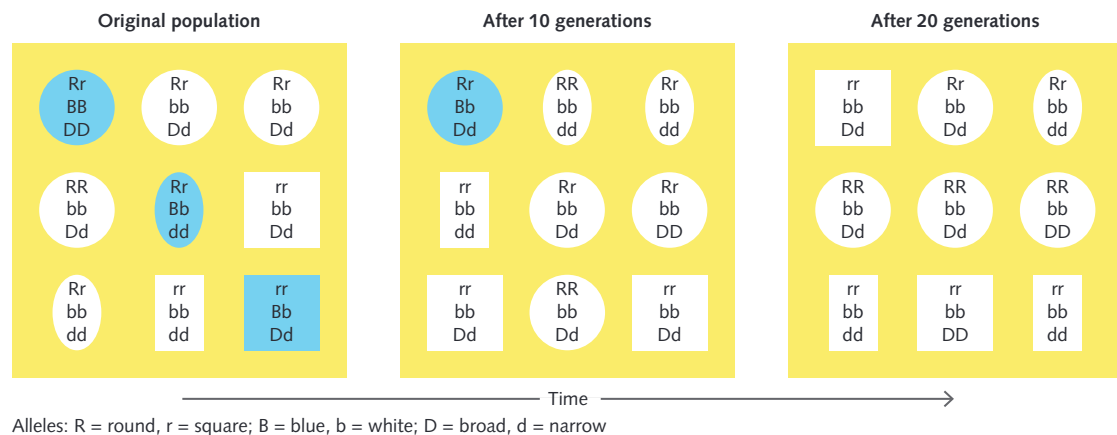 Original population
Rr
BB
DD
Rr
bb
Dd
Rr
bb
Dd
RR
bb
Dd
Rr
Bb
dd
rr
bb
Dd
Rr
bb
dd
rr
bb
dd
rr
Bb
Dd
After 10 generations
Rr
Bb
Dd
RR
bb
dd
Rr
bb
dd
rr
bb
dd
Rr
bb
Dd
Rr
bb
DD
rr
bb
Dd
RR
bb
Dd
rr
bb
Dd
After 20 generations
rr
bb
Dd
Rr
bb
Dd
Rr
bb
dd
RR
bb
Dd
RR
bb
Dd
RR
bb
DD
rr
bb
dd
rr
bb
DD
rr
bb
dd
Time
Alleles: R = round, r = square; B = blue, b = white; D = broad, d = narrow